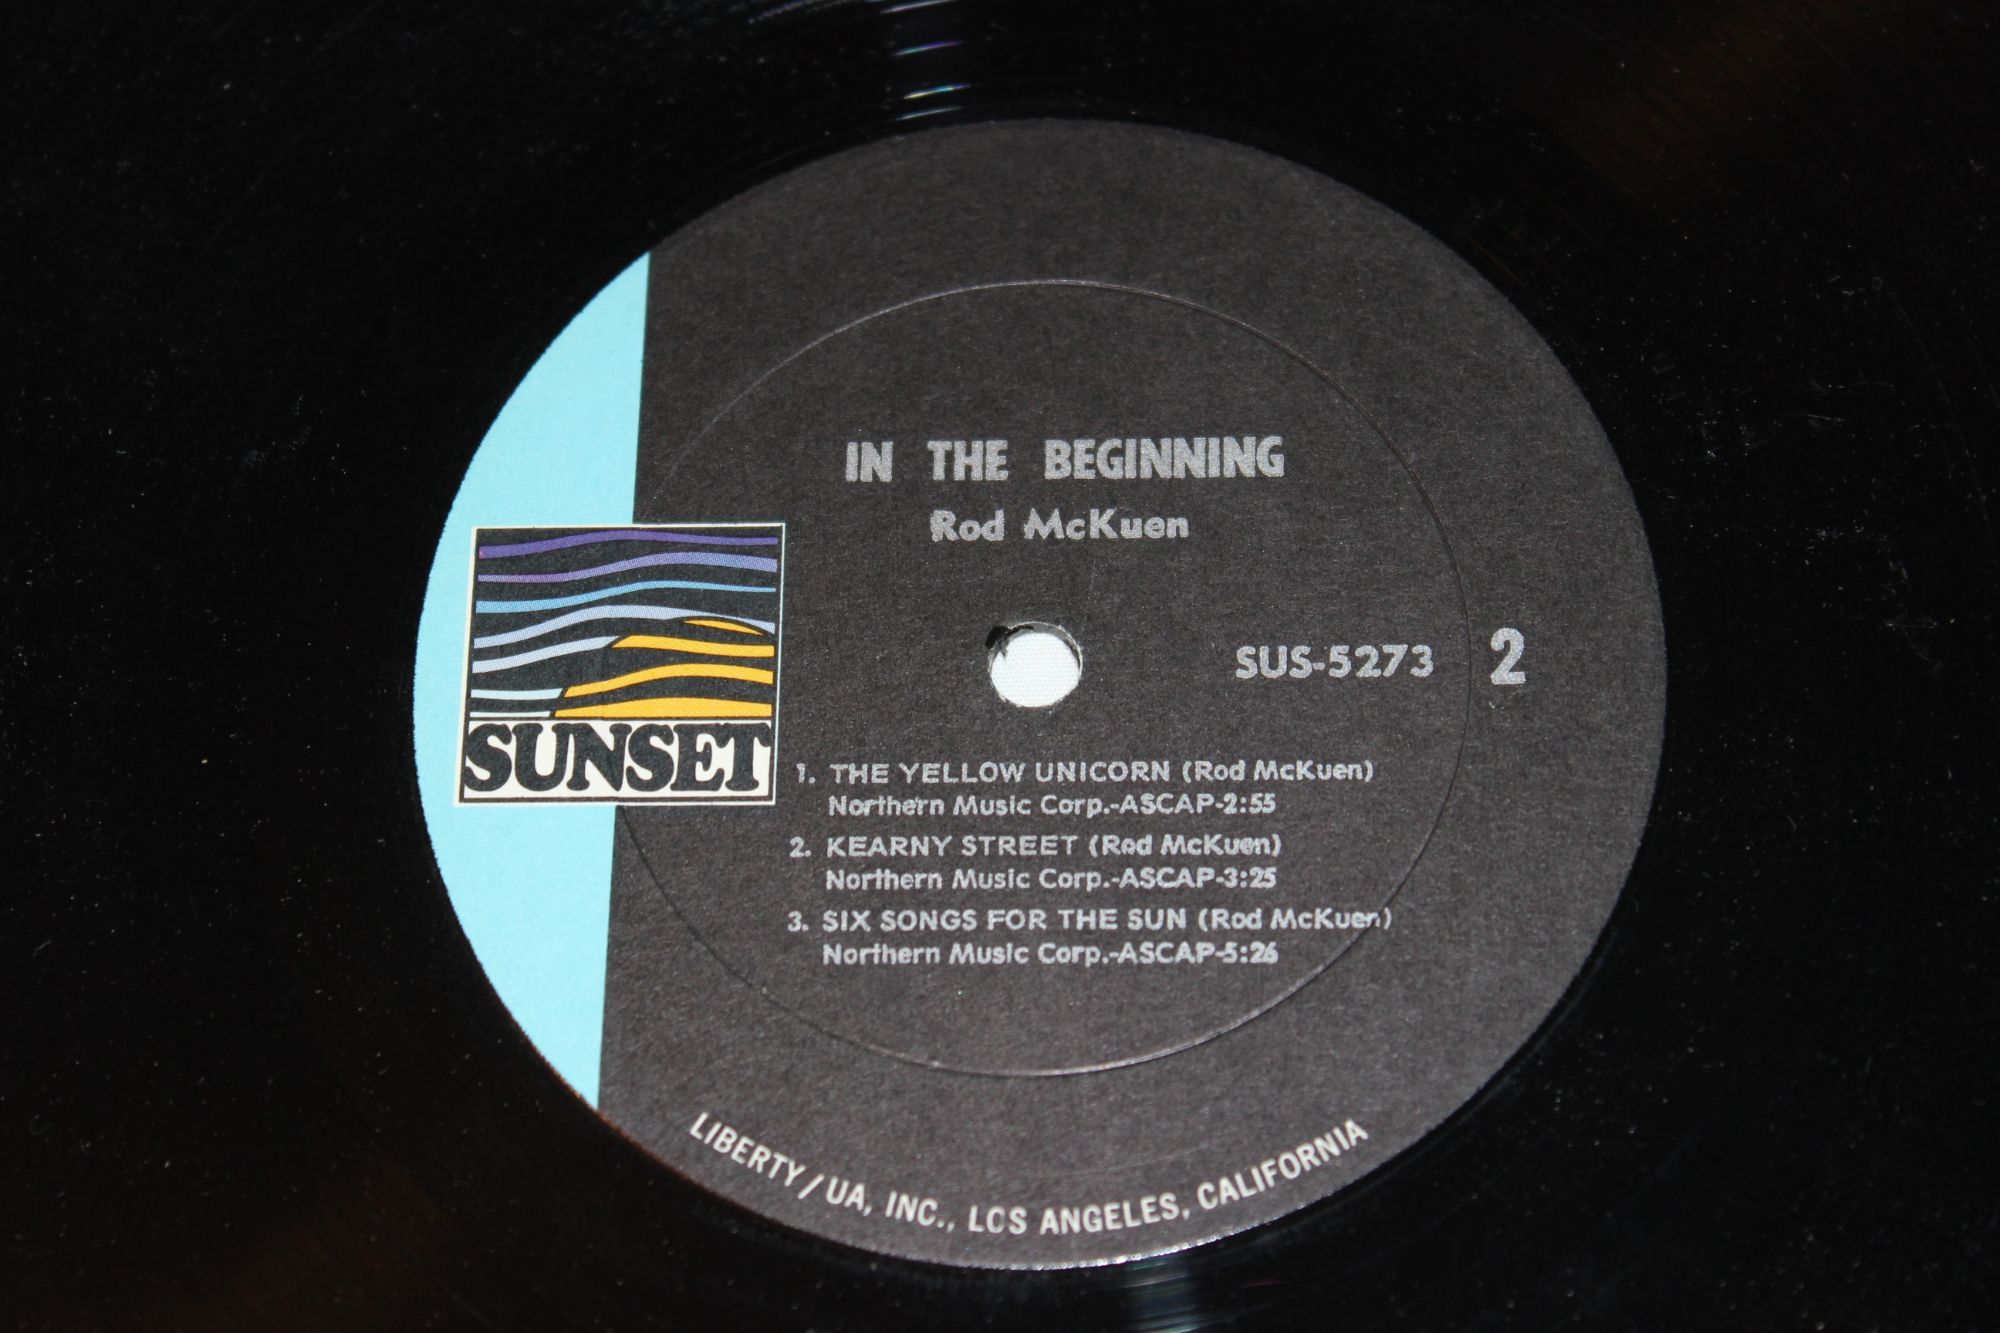 IN THE BEGINNING
Rod McKuen
SUS-5273 2
SUNSET
1. THE YELLOW UNICORN (Rod McKuen)
Northern Music Corp.-ASCAP-2:55
2. KEARNY STREET (Rod McKuen)
Northern Music Corp.-ASCAP-3:25
3. SIX SONGS FOR THE SUN (Rod McKuen)
Northern Music Corp.-ASCAP-5:26
LIBERTY/UA, INC., LOS ANGELES, CALIFORNIA